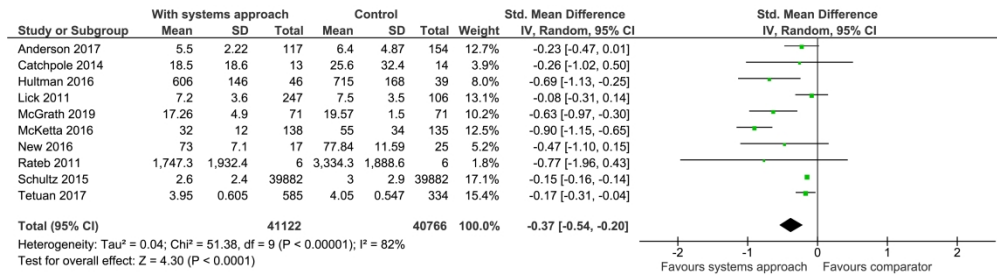 With systems approach Control Std. Mean Difference Std. Mean Difference
Study or Subgroup Mean SD Total Mean SD Total Weight IV, Random, 95% CI IV, Random, 95% CI
Anderson 2017 5.5 2.22 117 6.4 4.87 154 12.7% -0.23 [-0.47, 0.01]
Catchpole 2014 18.5 18.6 13 25.6 32.4 14 4.0% -0.26 [-1.02, 0.50]
Hultman 2016 606 146 46 715 168 39 8.0% -0.69 [-1.13, -0.25]
Lick 2011 7.2 3.6 247 7.5 3.5 106 13.1% -0.08 [-0.31, 0.14]
McGrath 2019 17.26 4.9 71 19.57 1.5 71 10.2% -0.63 [-0.97, -0.30]
McKetta 2016 32 12 138 55 34 135 12.5% -0.90 [-1.15, -0.65]
New 2016 73 7.1 17 77.84 11.59 25 5.2% -0.47 [-1.10, 0.15]
Rateb 2011 1,747.3 1,932.4 6 3,334.3 1,888.6 6 1.8% -0.77 [-1.96, 0.43]
Schultz 2015 2.6 2.4 39882 3 2.9 39882 17.1% -0.15 [-0.16, -0.14]
Tetuan 2017 3.95 0.605 585 4.05 0.547 334 15.4% -0.17 [-0.31, -0.04]
Total (95% CI) 41122 40766 100.0% -0.37 [-0.54, -0.20]
Heterogeneity: Tau² = 0.04; Chi² = 51.38, df = 9 (P < 0.00001); I² = 82%
Test for overall effect: Z = 4.30 (P < 0.0001)
-2 -1 0 1 2
Favours systems approach Favours comparator